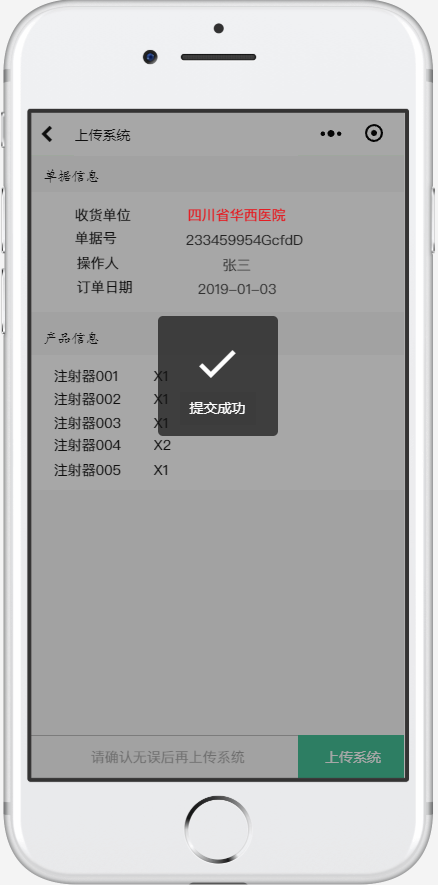 上传系统
单据信息
收货单位 四川省华西医院
单据号 233459954GcfdD
操作人 张三
订单日期 2019-01-03
产品信息
注射器001 X1
注射器002 X1
注射器003 X1
注射器004 X2
注射器005 X1
提交成功
请确认无误后再上传系统 上传系统